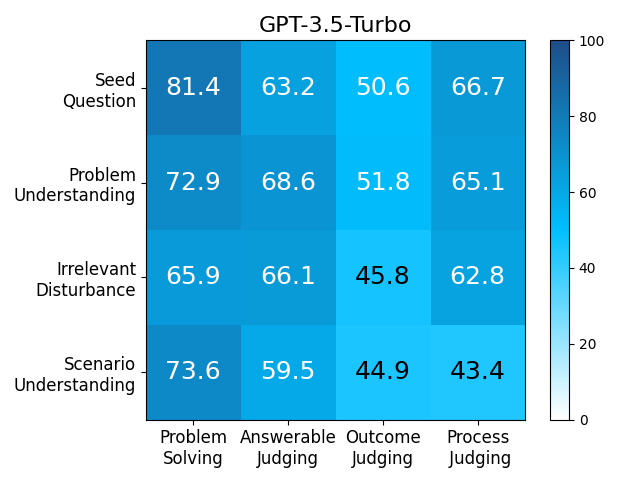 GPT-3.5-Turbo
Seed
Question
81.4 63.2 50.6 66.7
Problem
Understanding
72.9 68.6 51.8 65.1
Irrelevant
Disturbance
65.9 66.1 45.8 62.8
Scenario
Understanding
73.6 59.5 44.9 43.4
Problem
Solving
Answerable
Judging
Outcome
Judging
Process
Judging
100
80
60
40
20
0